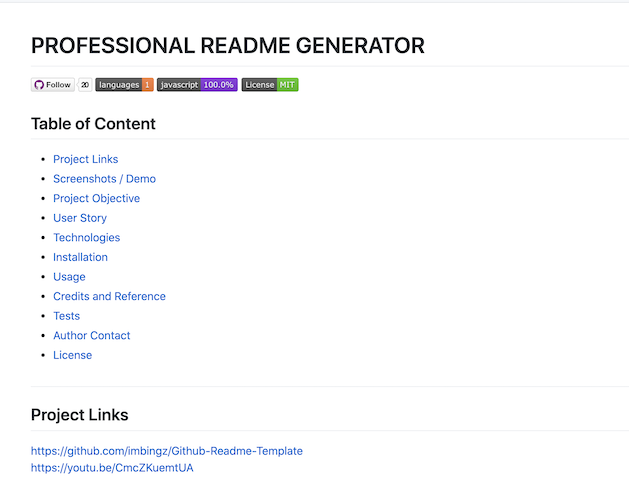 PROFESSIONAL README GENERATOR
Follow 20 languages 1 javascript 100.0% License MIT
Table of Content
Project Links
Screenshots / Demo
Project Objective
User Story
Technologies
Installation
Usage
Credits and Reference
Tests
Author Contact
License
Project Links
https://github.com/imbingz/Github-Readme-Template
https://youtu.be/CmcZKuemtUA